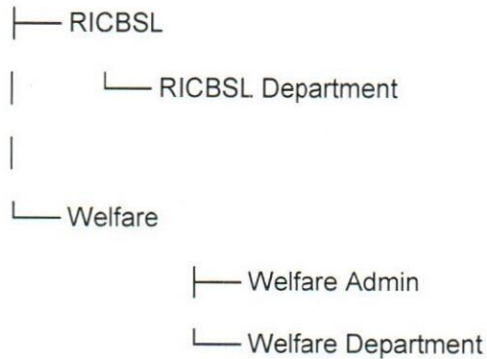 ├── RICBSL
│ └── RICBSL Department
│
└── Welfare
├── Welfare Admin
└── Welfare Department